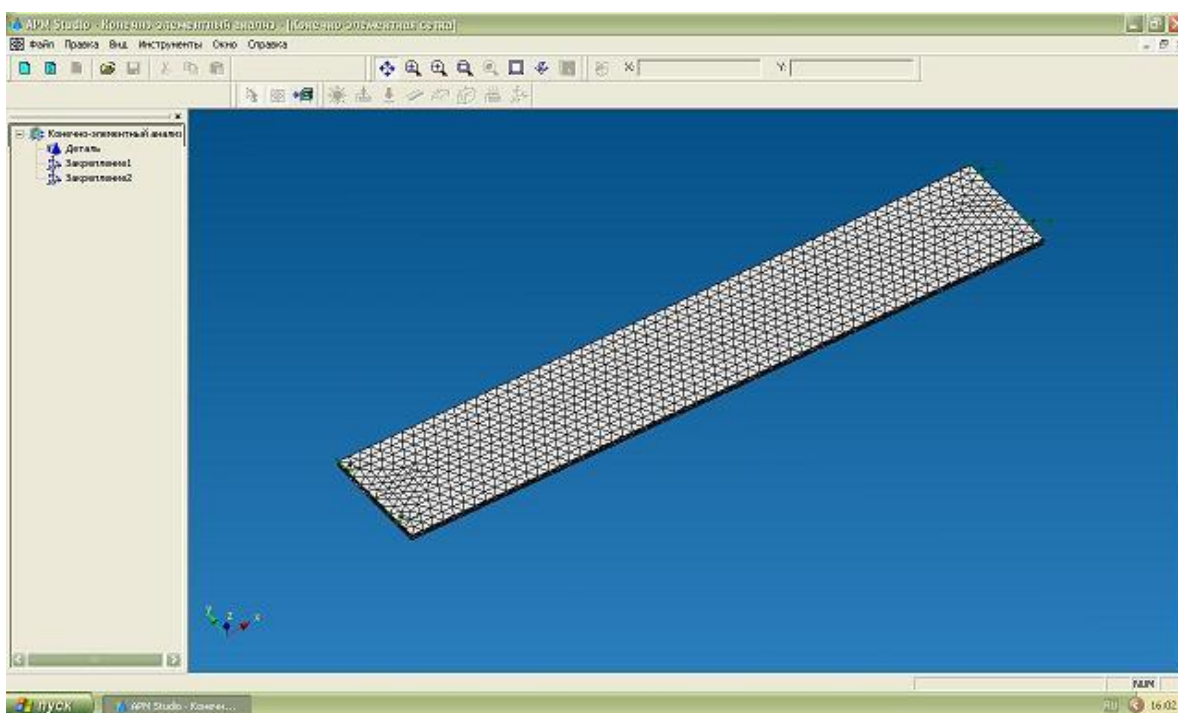 APM Studio - Конечно-элементный анализ - [Конечно-элементная сетка]
Файл Правка Вид Инструменты Окно Справка
X: Y:
Конечно-элементный анализ
Деталь
Закрепление1
Закрепление2
y z x
NUM
пуск APM Studio - Конечн... RU 16:02